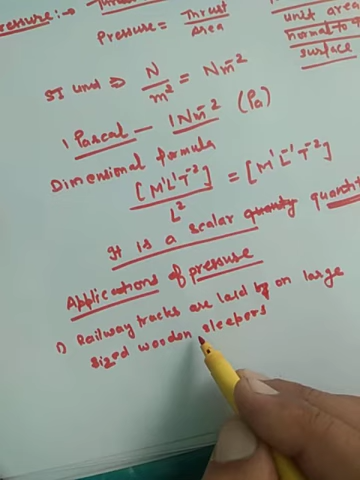 Pressure :→ Thrust
unit area
Pressure = Thrust
Area
normal to t
surface
SI Unit ⇒ N/m² = Nm⁻²
1 Pascal — 1Nm⁻² (Pa)
Dimensional formula
[M¹L¹T⁻²] / L² = [M¹L⁻¹T⁻²]
It is a scalar quantity
Applications of pressure
1) Railway tracks are laid on large
sized wooden sleepers